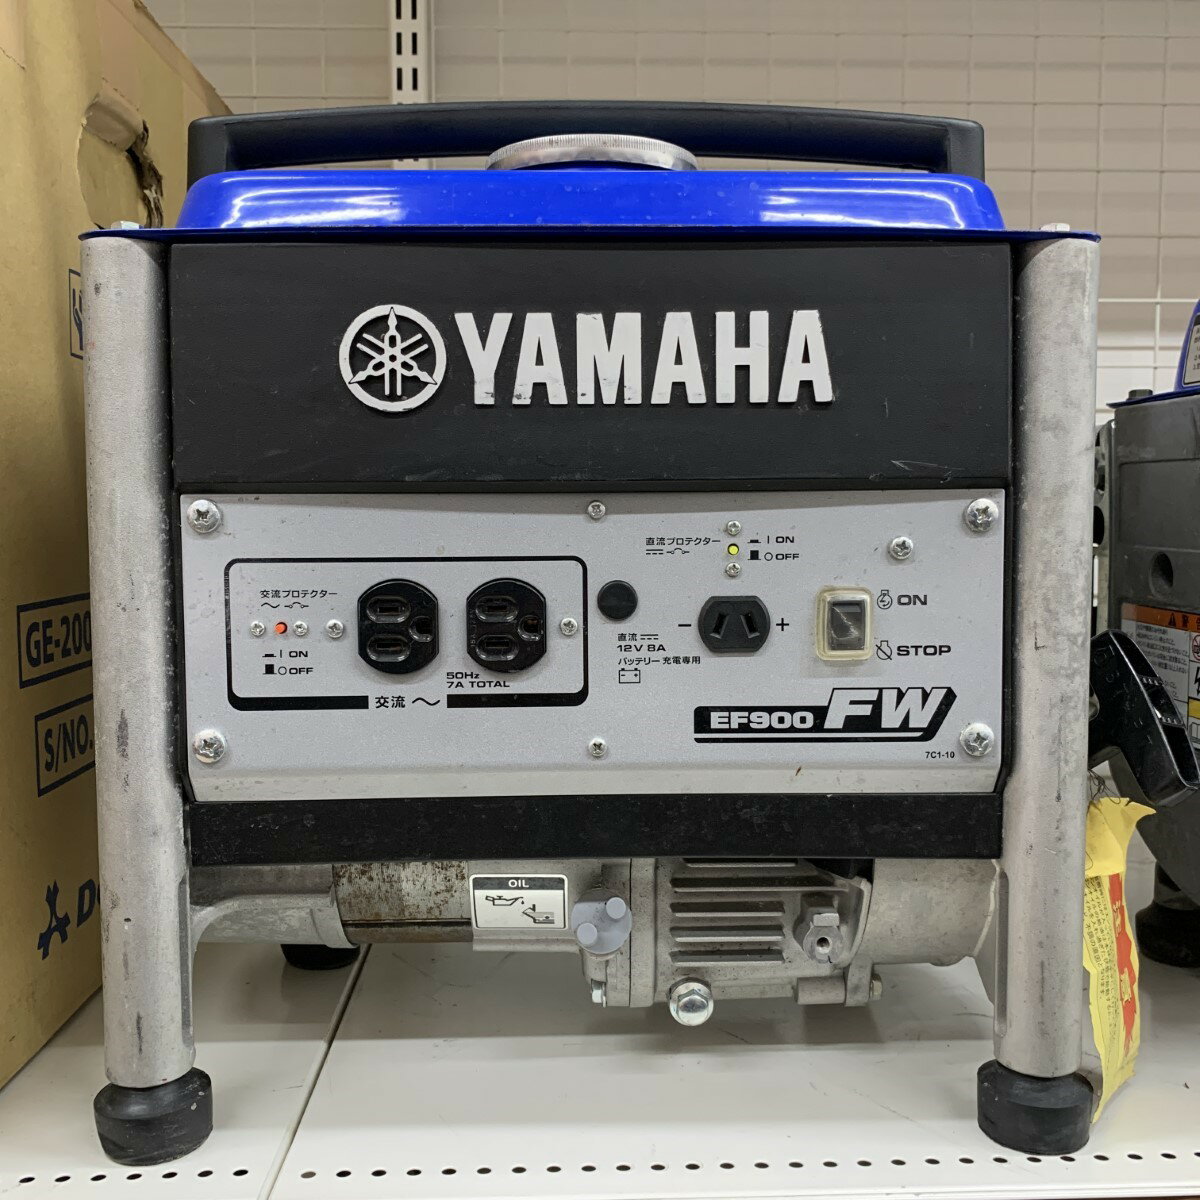 YAMAHA
直流プロテクター
I ON
OFF
交流プロテクター
I ON
OFF
50Hz
7A TOTAL
交流
直流
12V 8A
バッテリー充電専用
- +
ON
STOP
EF900 FW
7C1-10
OIL
GE-200
S/NO.